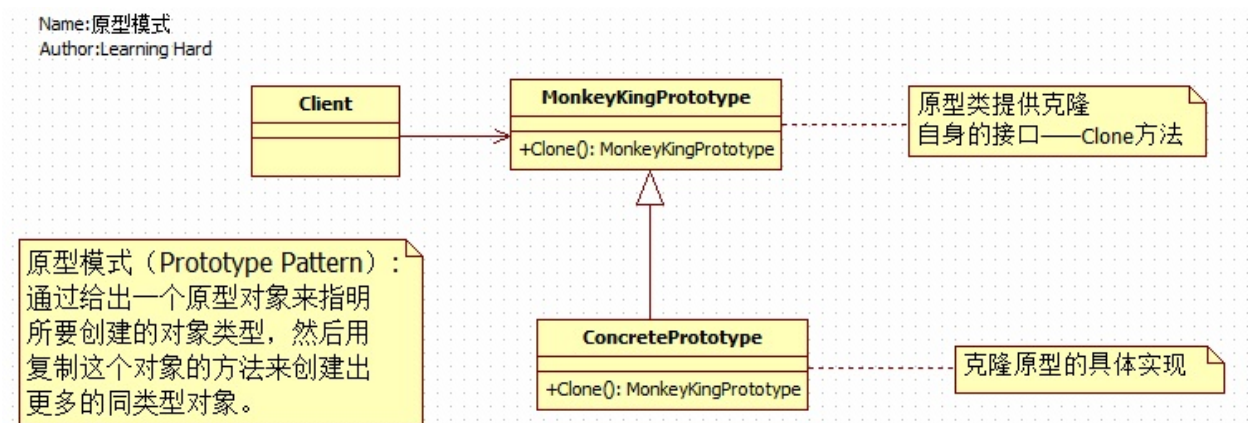 Name:原型模式
Author:Learning Hard
Client
MonkeyKingPrototype
+Clone(): MonkeyKingPrototype
原型类提供克隆
自身的接口——Clone方法
原型模式（Prototype Pattern）:
通过给出一个原型对象来指明
所要创建的对象类型，然后用
复制这个对象的方法来创建出
更多的同类型对象。
ConcretePrototype
+Clone(): MonkeyKingPrototype
克隆原型的具体实现